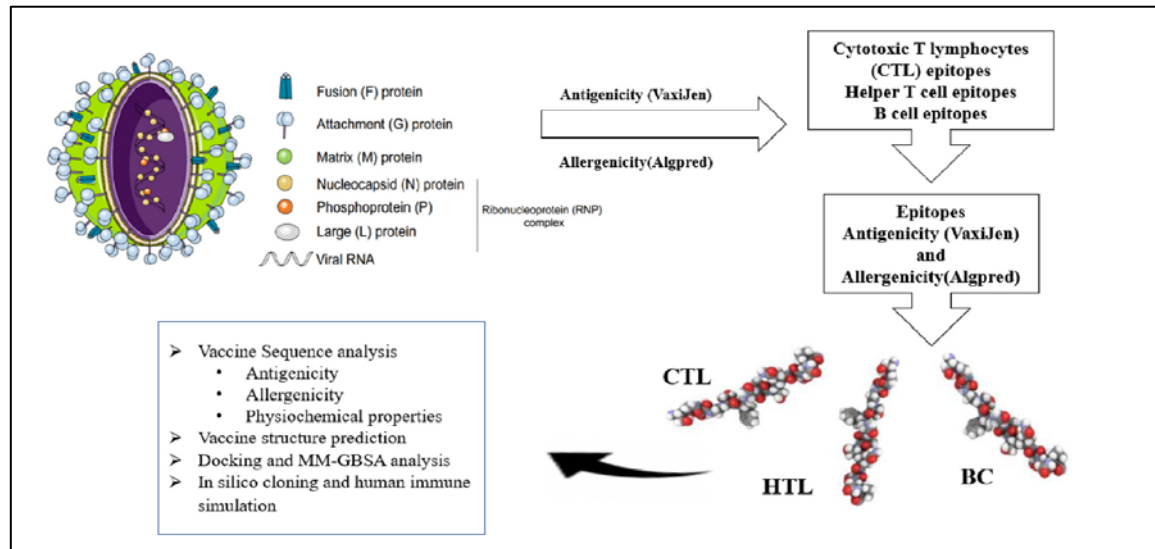 Fusion (F) protein
Attachment (G) protein
Matrix (M) protein
Nucleocapsid (N) protein
Phosphoprotein (P)
Large (L) protein
Viral RNA
Ribonucleoprotein (RNP)
complex
Antigenicity (VaxiJen)
Allergenicity(Algpred)
Cytotoxic T lymphocytes
(CTL) epitopes
Helper T cell epitopes
B cell epitopes
Epitopes
Antigenicity (VaxiJen)
and
Allergenicity(Algpred)
CTL
HTL
BC
➢ Vaccine Sequence analysis
• Antigenicity
• Allergenicity
• Physiochemical properties
➢ Vaccine structure prediction
➢ Docking and MM-GBSA analysis
➢ In silico cloning and human immune
simulation